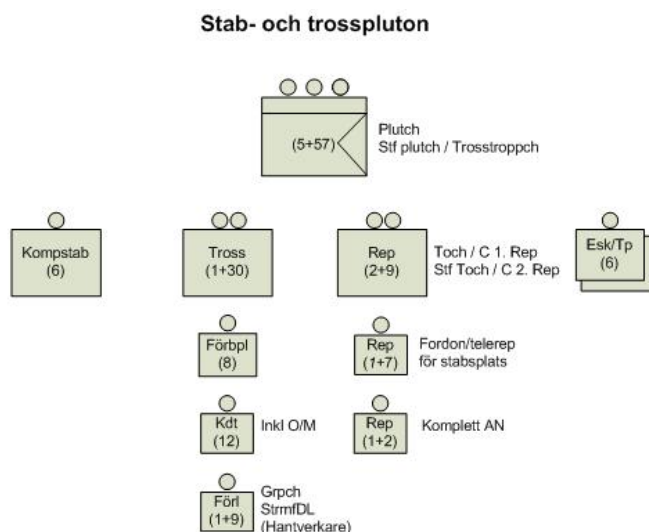 Stab- och trosspluton
(5+57)
Plutch
Stf plutch / Trosstroppch
Kompstab
(6)
Tross
(1+30)
Rep
(2+9)
Toch / C 1. Rep
Stf Toch / C 2. Rep
Esk/Tp
(6)
Förbpl
(8)
Rep
(1+7)
Fordon/telerep
för stabsplats
Kdt
(12)
Inkl O/M
Rep
(1+2)
Komplett AN
Förl
(1+9)
Grpch
StrmfDL
(Hantverkare)